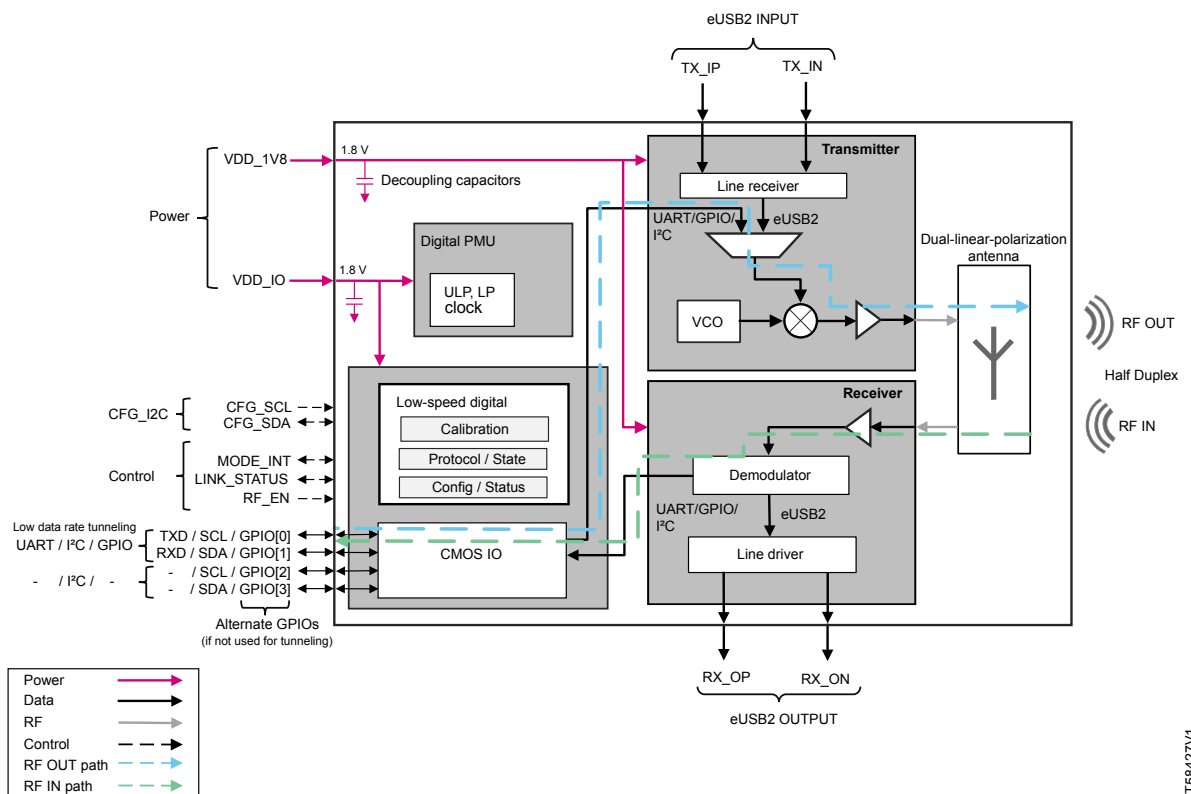 eUSB2 INPUT
TX_IP
TX_IN
Transmitter
VDD_1V8
1.8 V
Decoupling capacitors
Line receiver
Power
UART/GPIO/
I²C
eUSB2
Digital PMU
Dual-linear-polarization
antenna
VDD_IO
1.8 V
ULP, LP
clock
VCO
RF OUT
Half Duplex
Receiver
Low-speed digital
CFG_I2C
CFG_SCL
CFG_SDA
Calibration
RF IN
Control
MODE_INT
LINK_STATUS
RF_EN
Protocol / State
Config / Status
Demodulator
UART/GPIO/
I²C
eUSB2
Low data rate tunneling
UART / I²C / GPIO
TXD / SCL / GPIO[0]
RXD / SDA / GPIO[1]
CMOS IO
Line driver
- / I²C / -
- / SCL / GPIO[2]
- / SDA / GPIO[3]
Alternate GPIOs
(if not used for tunneling)
RX_OP
RX_ON
eUSB2 OUTPUT
Power
Data
RF
Control
RF OUT path
RF IN path
T58427V1